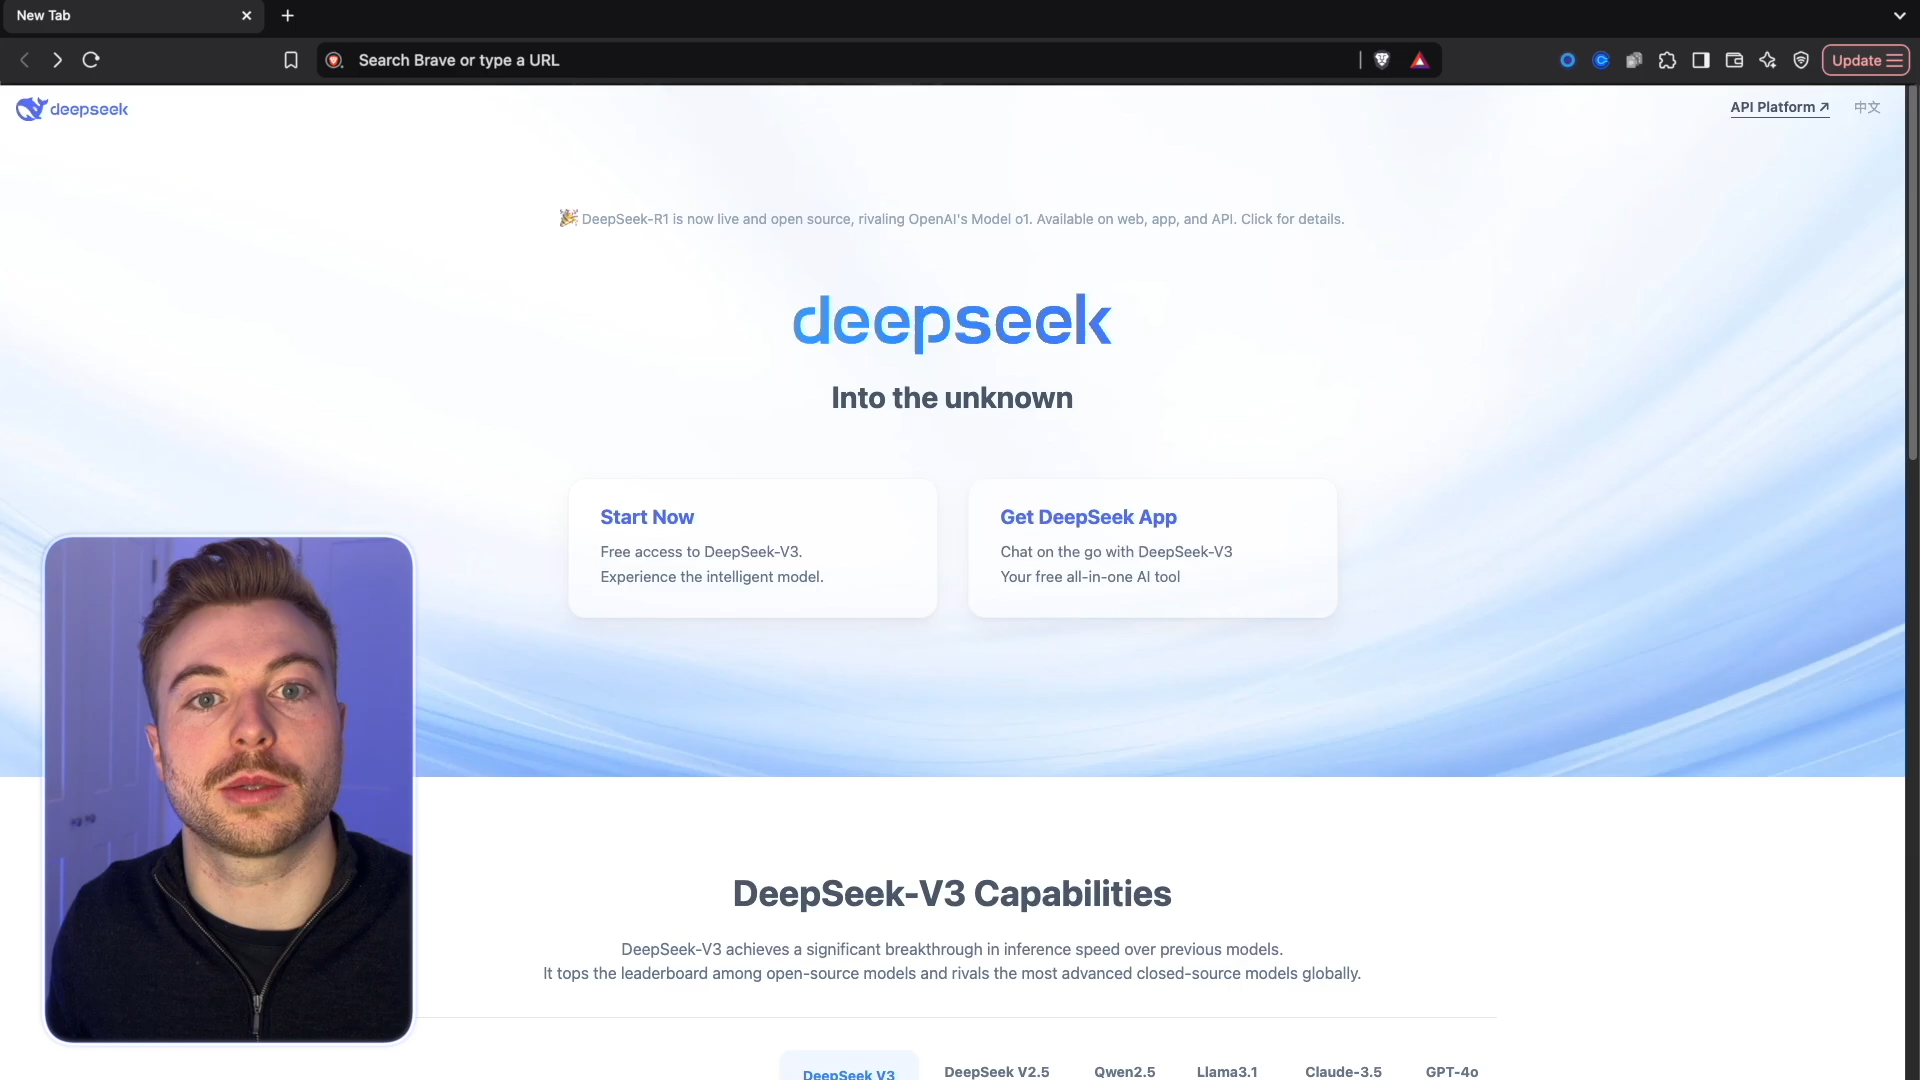 New Tab
Search Brave or type a URL
Update
deepseek
API Platform
中文
DeepSeek-R1 is now live and open source, rivaling OpenAI's Model o1. Available on web, app, and API. Click for details.
deepseek
Into the unknown
Start Now
Free access to DeepSeek-V3.
Experience the intelligent model.
Get DeepSeek App
Chat on the go with DeepSeek-V3
Your free all-in-one AI tool
DeepSeek-V3 Capabilities
DeepSeek-V3 achieves a significant breakthrough in inference speed over previous models.
It tops the leaderboard among open-source models and rivals the most advanced closed-source models globally.
DeepSeek V3 DeepSeek V2.5 Qwen2.5 Llama3.1 Claude-3.5 GPT-4o